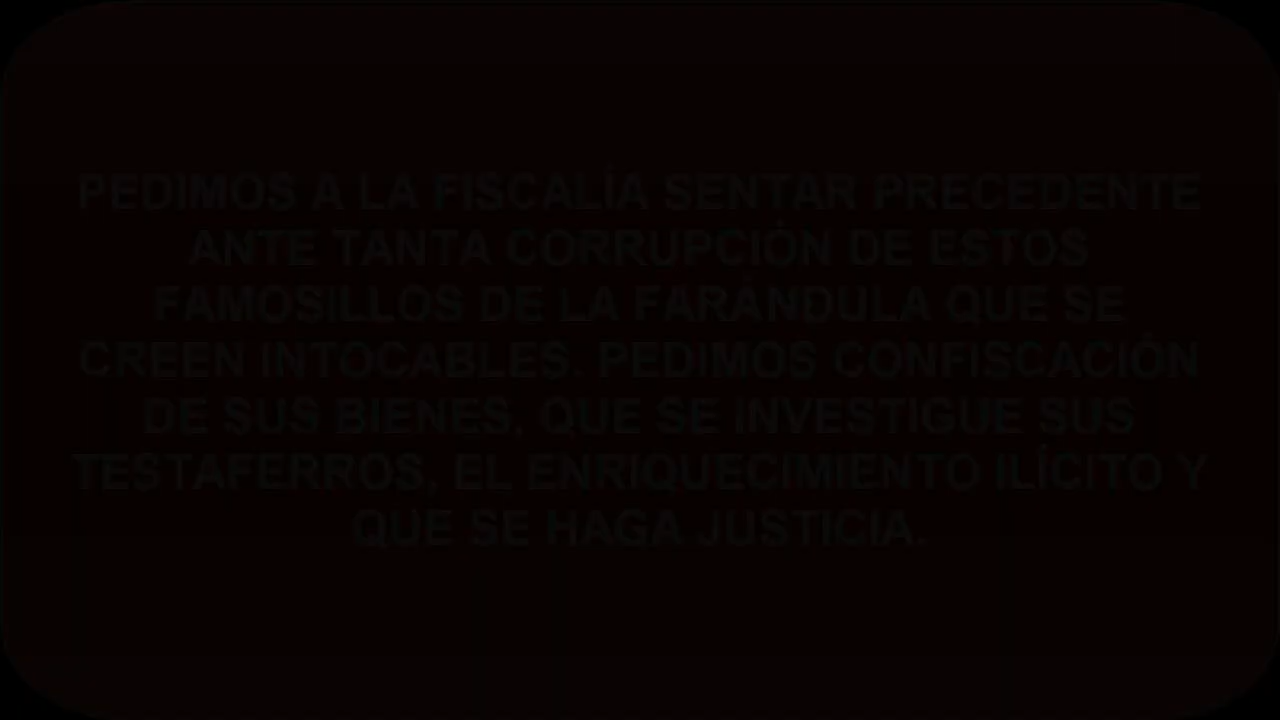 PEDIMOS A LA FISCALÍA SENTAR PRECEDENTE
ANTE TANTA CORRUPCIÓN DE ESTOS
FAMOSILLOS DE LA FARÁNDULA QUE SE
CREEN INTOCABLES. PEDIMOS CONFISCACIÓN
DE SUS BIENES, QUE SE INVESTIGUE SUS
TESTAFERROS, EL ENRIQUECIMIENTO ILÍCITO Y
QUE SE HAGA JUSTICIA.